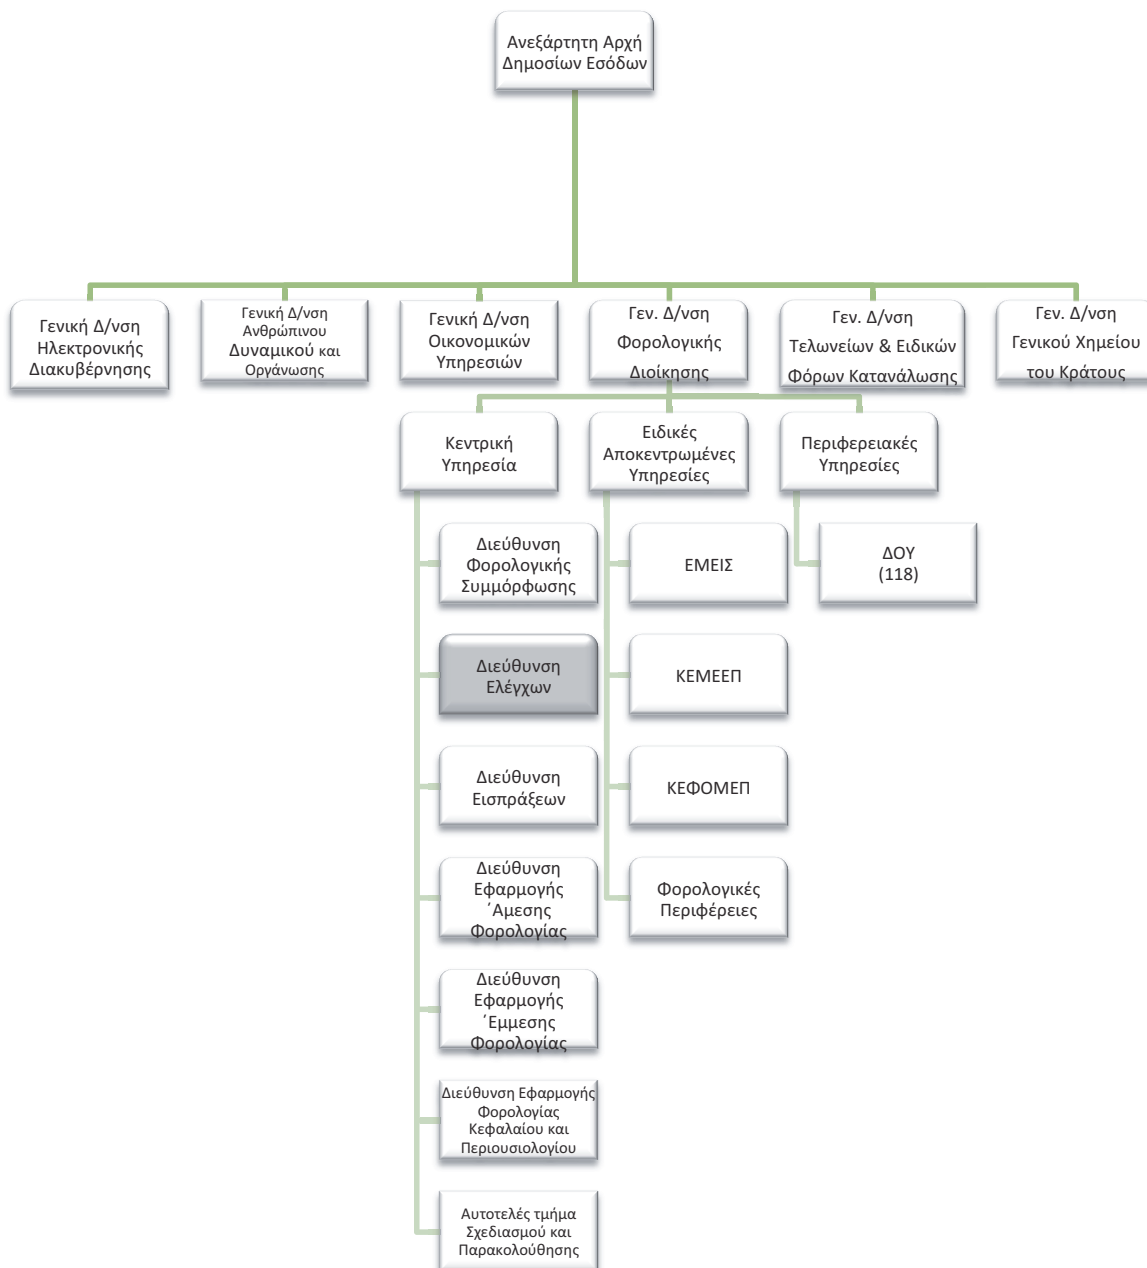 Ανεξάρτητη Αρχή
Δημοσίων Εσόδων
Γενική Δ/νση
Ηλεκτρονικής
Διακυβέρνησης
Γενική Δ/νση
Ανθρώπινου
Δυναμικού και
Οργάνωσης
Γενική Δ/νση
Οικονομικών
Υπηρεσιών
Γεν. Δ/νση
Φορολογικής
Διοίκησης
Γεν. Δ/νση
Τελωνείων & Ειδικών
Φόρων Κατανάλωσης
Γεν. Δ/νση
Γενικού Χημείου
του Κράτους
Κεντρική
Υπηρεσία
Ειδικές
Αποκεντρωμένες
Υπηρεσίες
Περιφερειακές
Υπηρεσίες
Διεύθυνση
Φορολογικής
Συμμόρφωσης
ΕΜΕΙΣ
ΔΟΥ
(118)
Διεύθυνση
Ελέγχων
ΚΕΜΕΕΠ
Διεύθυνση
Εισπράξεων
ΚΕΦΟΜΕΠ
Διεύθυνση
Εφαρμογής
΄Αμεσης
Φορολογίας
Φορολογικές
Περιφέρειες
Διεύθυνση
Εφαρμογής
΄Εμμεσης
Φορολογίας
Διεύθυνση Εφαρμογής
Φορολογίας
Κεφαλαίου και
Περιουσιολογίου
Αυτοτελές τμήμα
Σχεδιασμού και
Παρακολούθησης